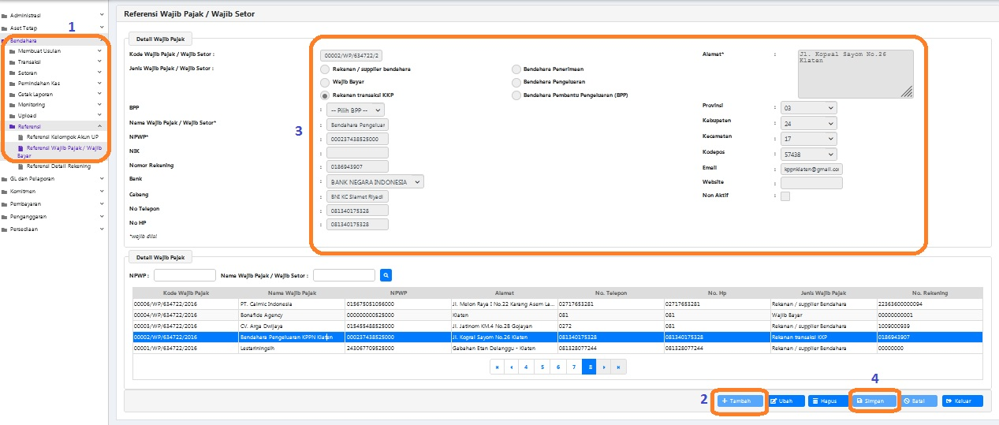 Administrasi
Aset Tetap
1
Bendahara
Membuat Usulan
Transaksi
Setoran
Pemindahan Kas
Cetak Laporan
Monitoring
Upload
Referensi
Referensi Kelompok Akun UP
Referensi Wajib Pajak / Wajib
Bayar
Referensi Detail Rekening
GL dan Pelaporan
Komitmen
Pembayaran
Penganggaran
Persediaan
Referensi Wajib Pajak / Wajib Setor
Detail Wajib Pajak
Kode Wajib Pajak / Wajib Setor : 00002/WP/634722/2
Jenis Wajib Pajak / Wajib Setor : Rekanan / supplier bendahara Bendahara Penerimaan
Wajib Bayar Bendahara Pengeluaran
Rekanan transaksi KKP Bendahara Pembantu Pengeluaran (BPP)
BPP : -- Pilih BPP --
3
Nama Wajib Pajak / Wajib Setor* : Bendahara Pengeluar
NPWP* : 000237438525000
NIK :
Nomor Rekening : 0186943907
Bank : BANK NEGARA INDONESIA
Cabang : BNI KC Slamet Riyadi
No Telepon : 081340175328
No HP : 081340175328
*wajib diisi
Alamat* : Jl. Kopral Sayom No.26
Klaten
Provinsi : 03
Kabupaten : 24
Kecamatan : 17
Kodepos : 57438
Email : kppnklaten@gmail.co
Website :
Non Aktif :
Detail Wajib Pajak
NPWP : Nama Wajib Pajak / Wajib Setor :
Kode Wajib Pajak Nama Wajib Pajak NPWP Alamat No. Telepon No. Hp Jenis Wajib Pajak No. Rekening
00006/WP/634722/2016 PT. Calmic Indonesia 015675051056000 Jl. Melon Raya I No.22 Karang Asem La... 02717653281 02717653281 Rekanan / supplier Bendahara 22363600000094
00004/WP/634722/2016 Bonafide Agency 000000000525000 Klaten 081 081 Wajib Bayar 00000000001
00003/WP/634722/2016 CV. Arga Dwijaya 015455488525000 Jl. Jatinom KM.4 No.28 Gojayan 0272 081 Rekanan / supplier Bendahara 1009000939
00002/WP/634722/2016 Bendahara Pengeluaran KPPN Klaten 000237438525000 Jl. Kopral Sayom No.26 Klaten 081340175328 081340175328 Rekanan transaksi KKP 0186943907
00001/WP/634722/2016 Lestariningsih 243067709525000 Gabahan Etan Delanggu - Klaten 081328077244 081328077244 Rekanan / supplier Bendahara 00000000
4 5 6 7 8
2 4
Tambah Ubah Hapus Simpan Batal Keluar